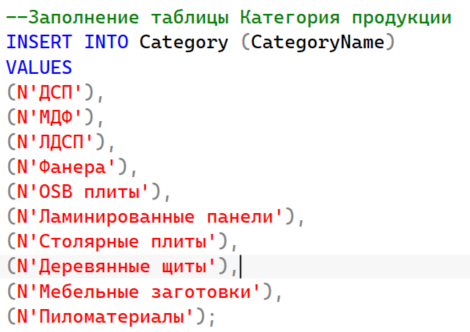 --Заполнение таблицы Категория продукции
INSERT INTO Category (CategoryName)
VALUES
(N'ДСП'),
(N'МДФ'),
(N'ЛДСП'),
(N'Фанера'),
(N'OSB плиты'),
(N'Ламинированные панели'),
(N'Столярные плиты'),
(N'Деревянные щиты'),
(N'Мебельные заготовки'),
(N'Пиломатериалы');